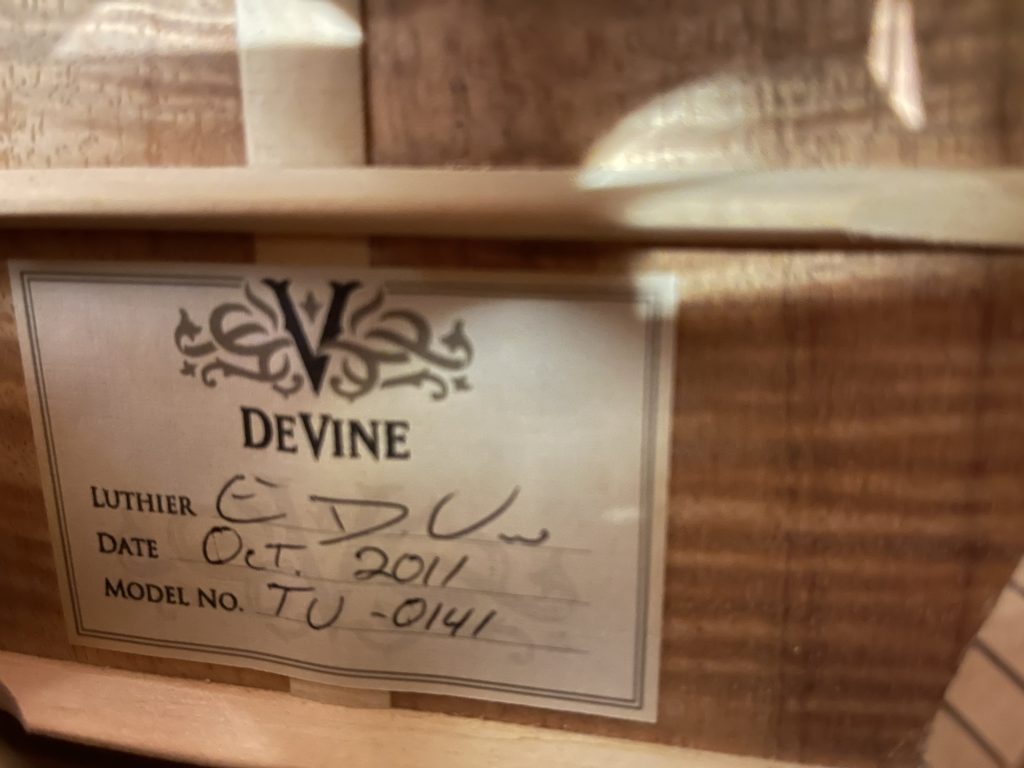 V
DEVINE
LUTHIER
DATE OCT. 2011
MODEL NO. TU-0141